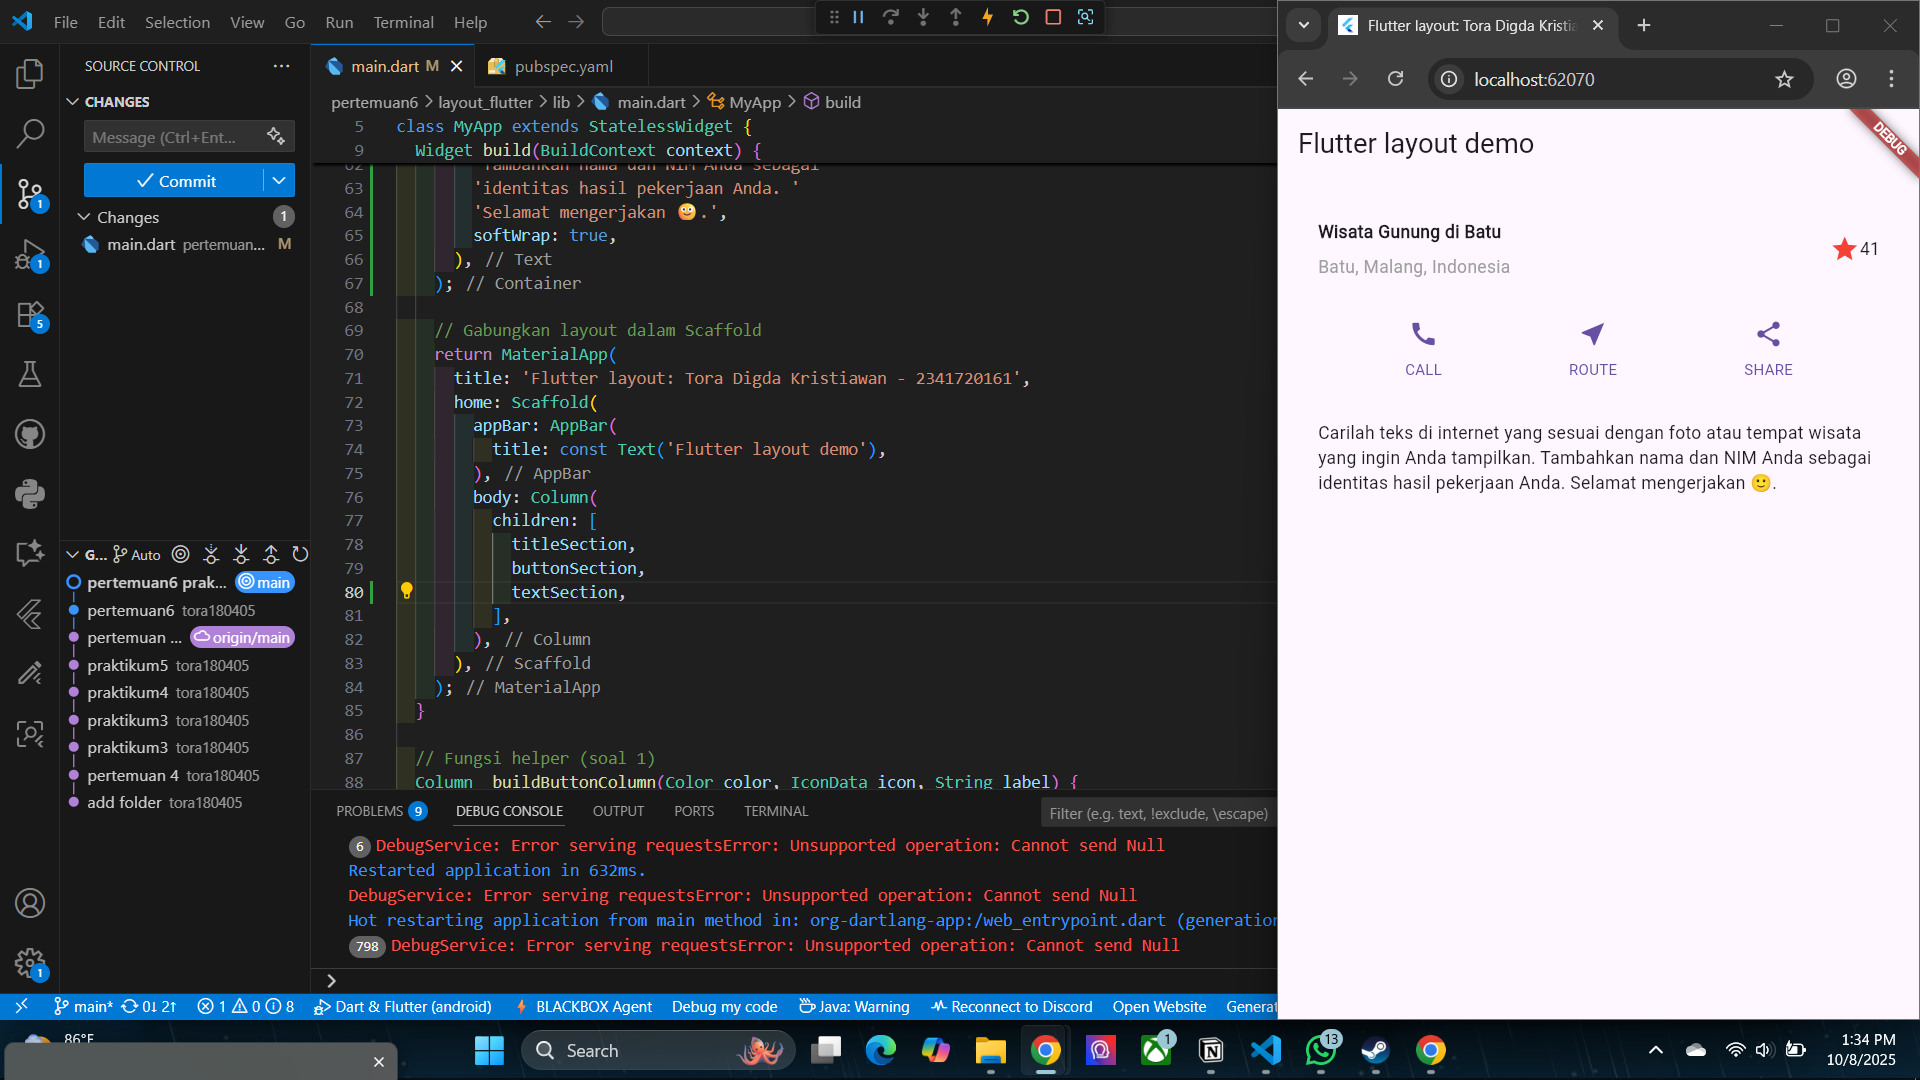 File Edit Selection View Go Run Terminal Help
SOURCE CONTROL
CHANGES
Message (Ctrl+Ent...
Commit
Changes 1
main.dart pertemuan... M
1
1
5
1
G... Auto
pertemuan6 prak... main
pertemuan6 tora180405
pertemuan ... origin/main
praktikum5 tora180405
praktikum4 tora180405
praktikum3 tora180405
praktikum3 tora180405
pertemuan 4 tora180405
add folder tora180405
main.dart M
pubspec.yaml
pertemuan6 > layout_flutter > lib > main.dart > MyApp > build
5 class MyApp extends StatelessWidget {
9 Widget build(BuildContext context) {
62 'Tambahkan nama dan NIM Anda sebagai
63 'identitas hasil pekerjaan Anda. '
64 'Selamat mengerjakan 🙂.',
65 softWrap: true,
66 ), // Text
67 ); // Container
68
69 // Gabungkan layout dalam Scaffold
70 return MaterialApp(
71 title: 'Flutter layout: Tora Digda Kristiawan - 2341720161',
72 home: Scaffold(
73 appBar: AppBar(
74 title: const Text('Flutter layout demo'),
75 ), // AppBar
76 body: Column(
77 children: [
78 titleSection,
79 buttonSection,
80 textSection,
81 ],
82 ), // Column
83 ), // Scaffold
84 ); // MaterialApp
85 }
86
87 // Fungsi helper (soal 1)
88 Column _buildButtonColumn(Color color, IconData icon, String label) {
PROBLEMS 9 DEBUG CONSOLE OUTPUT PORTS TERMINAL
Filter (e.g. text, !exclude, \escape)
6 DebugService: Error serving requestsError: Unsupported operation: Cannot send Null
Restarted application in 632ms.
DebugService: Error serving requestsError: Unsupported operation: Cannot send Null
Hot restarting application from main method in: org-dartlang-app:/web_entrypoint.dart (generation
798 DebugService: Error serving requestsError: Unsupported operation: Cannot send Null
main* 0↓ 2↑ 1 0 8 Dart & Flutter (android) BLACKBOX Agent Debug my code Java: Warning Reconnect to Discord Open Website Generat
Flutter layout: Tora Digda Kristia
localhost:62070
Flutter layout demo
DEBUG
Wisata Gunung di Batu
Batu, Malang, Indonesia
41
CALL ROUTE SHARE
Carilah teks di internet yang sesuai dengan foto atau tempat wisata
yang ingin Anda tampilkan. Tambahkan nama dan NIM Anda sebagai
identitas hasil pekerjaan Anda. Selamat mengerjakan 🙂.
86°F
Search
1
13
1:34 PM
10/8/2025